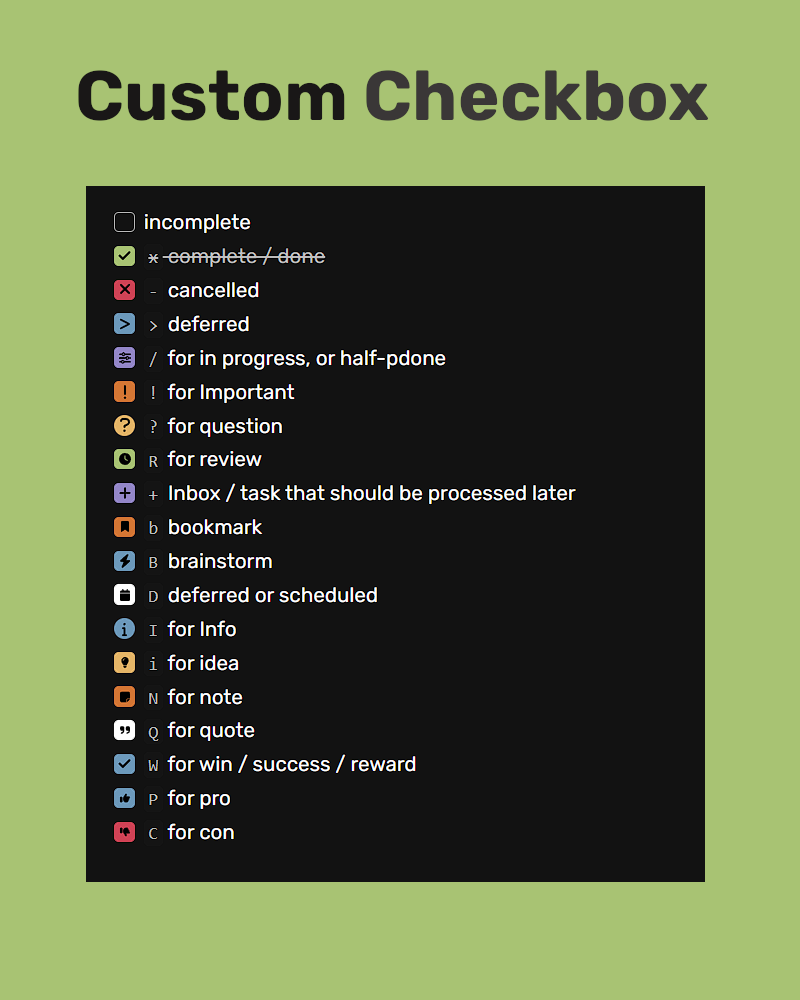 Custom Checkbox
incomplete
x complete / done
- cancelled
> deferred
/ for in progress, or half-pdone
! for Important
? for question
R for review
+ Inbox / task that should be processed later
b bookmark
B brainstorm
D deferred or scheduled
I for Info
i for idea
N for note
Q for quote
W for win / success / reward
P for pro
C for con